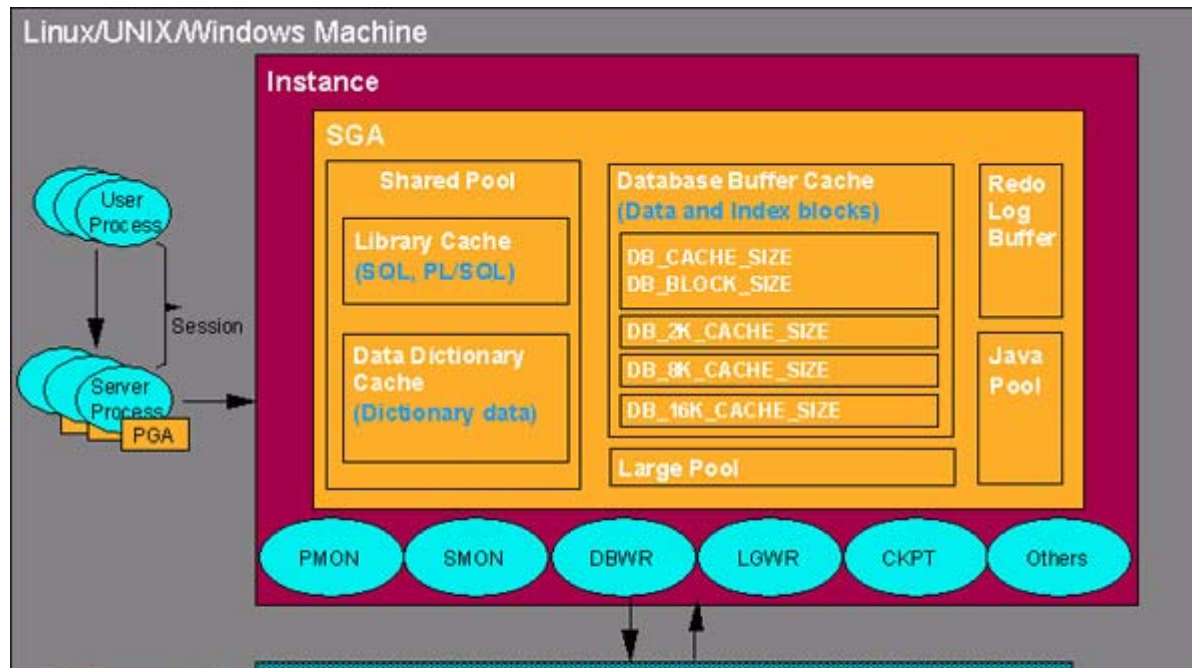 Linux/UNIX/Windows Machine
Instance
SGA
User
Process
Session
Server
Process
PGA
Shared Pool
Library Cache
(SQL, PL/SQL)
Data Dictionary
Cache
(Dictionary data)
Database Buffer Cache
(Data and Index blocks)
DB_CACHE_SIZE
DB_BLOCK_SIZE
DB_2K_CACHE_SIZE
DB_8K_CACHE_SIZE
DB_16K_CACHE_SIZE
Large Pool
Redo
Log
Buffer
Java
Pool
PMON
SMON
DBWR
LGWR
CKPT
Others